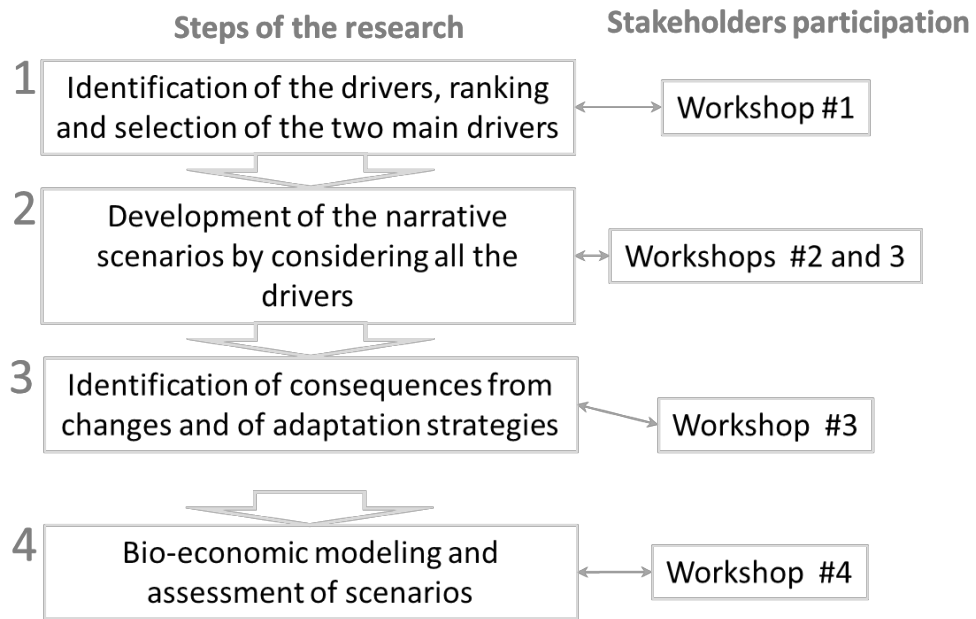 Steps of the research
Stakeholders participation
1
Identification of the drivers, ranking
and selection of the two main drivers
Workshop #1
2
Development of the narrative
scenarios by considering all the
drivers
Workshops #2 and 3
3
Identification of consequences from
changes and of adaptation strategies
Workshop #3
4
Bio-economic modeling and
assessment of scenarios
Workshop #4